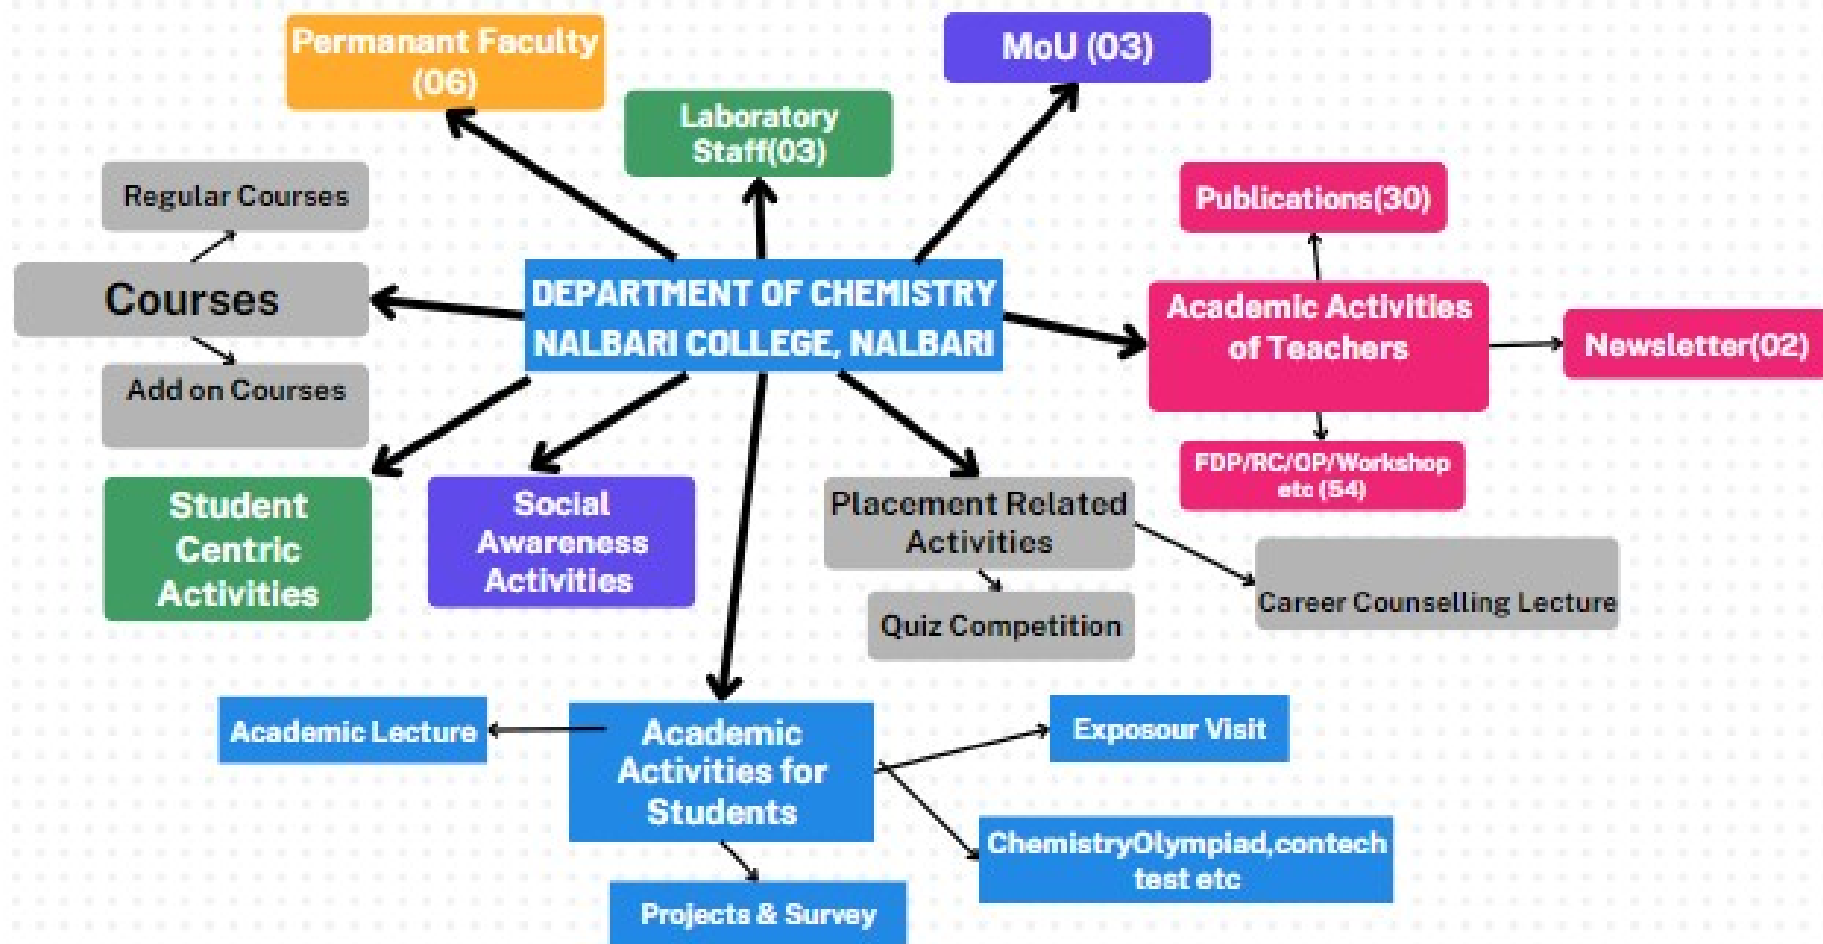 Permanant Faculty
(06)
MoU (03)
Laboratory
Staff(03)
Regular Courses
Publications(30)
Courses
DEPARTMENT OF CHEMISTRY
NALBARI COLLEGE, NALBARI
Academic Activities
of Teachers
Newsletter(02)
Add on Courses
FDP/RC/OP/Workshop
etc (54)
Student
Centric
Activities
Social
Awareness
Activities
Placement Related
Activities
Career Counselling Lecture
Quiz Competition
Academic Lecture
Academic
Activities for
Students
Exposour Visit
ChemistryOlympiad,contech
test etc
Projects & Survey